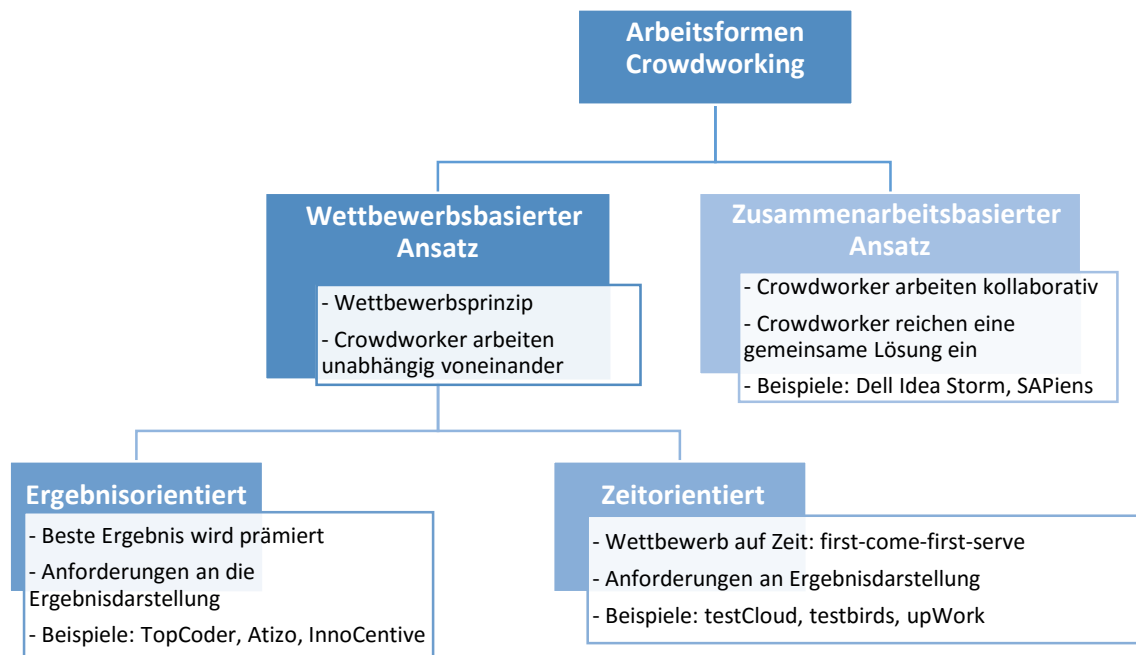 Arbeitsformen
Crowdworking
Wettbewerbsbasierter
Ansatz
- Wettbewerbsprinzip
- Crowdworker arbeiten
unabhängig voneinander
Zusammenarbeitsbasierter
Ansatz
- Crowdworker arbeiten kollaborativ
- Crowdworker reichen eine
gemeinsame Lösung ein
- Beispiele: Dell Idea Storm, SAPiens
Ergebnisorientiert
- Beste Ergebnis wird prämiert
- Anforderungen an die
Ergebnisdarstellung
- Beispiele: TopCoder, Atizo, InnoCentive
Zeitorientiert
- Wettbewerb auf Zeit: first-come-first-serve
- Anforderungen an Ergebnisdarstellung
- Beispiele: testCloud, testbirds, upWork